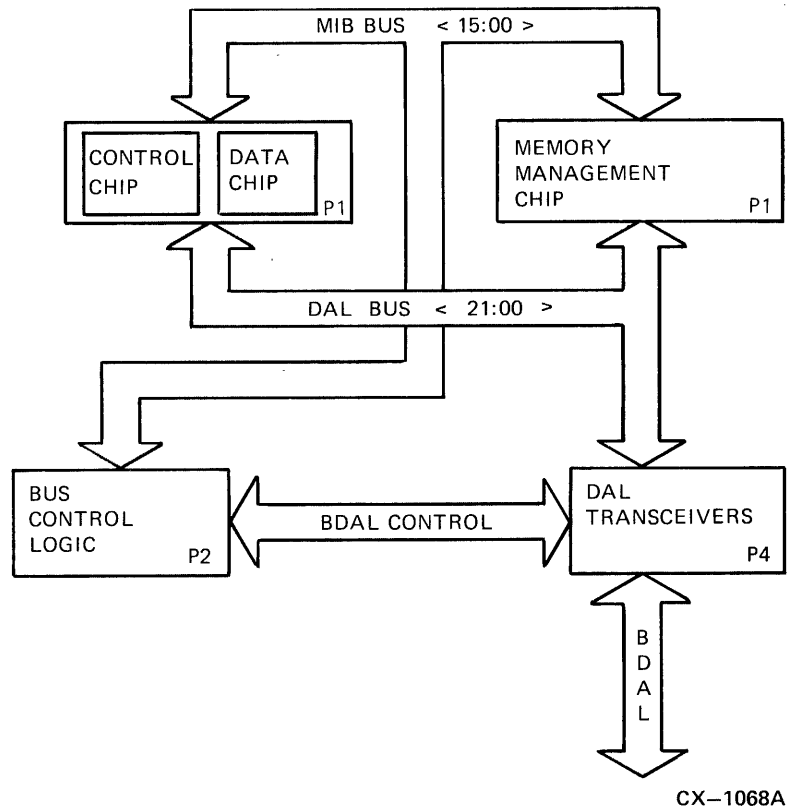 MIB BUS < 15:00 >
CONTROL
CHIP
DATA
CHIP
P1
MEMORY
MANAGEMENT
CHIP
P1
DAL BUS < 21:00 >
BUS
CONTROL
LOGIC
P2
BDAL CONTROL
DAL
TRANSCEIVERS
P4
B
D
A
L
CX-1068A